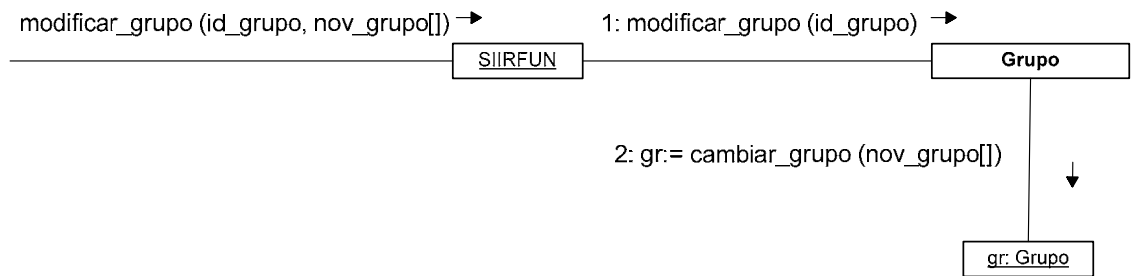 modificar_grupo (id_grupo, nov_grupo[])
1: modificar_grupo (id_grupo)
SIIRFUN
Grupo
2: gr:= cambiar_grupo (nov_grupo[])
gr: Grupo